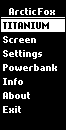 ArcticFox
TITANIUM
Screen
Settings
Powerbank
Info
About
Exit